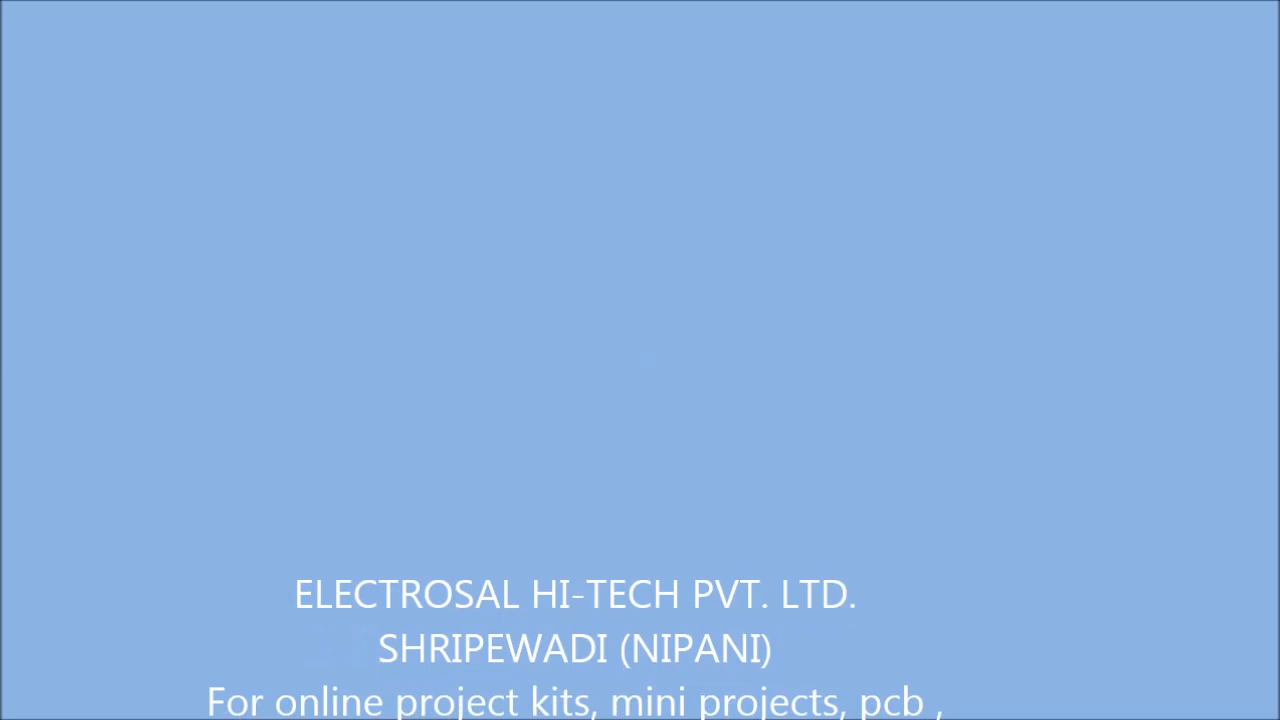 ELECTROSAL HI-TECH PVT. LTD.
SHRIPEWADI (NIPANI)
For online project kits, mini projects, pcb ,